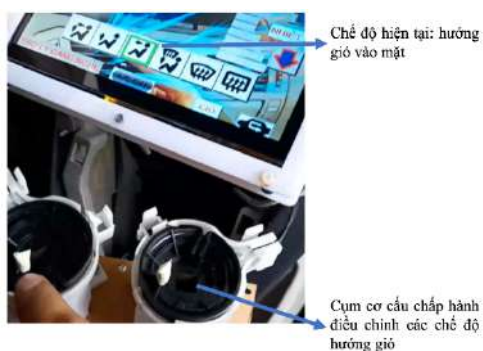 Chế độ hiện tại: hướng
gió vào mặt
Cụm cơ cấu chấp hành
điều chỉnh các chế độ
hướng gió